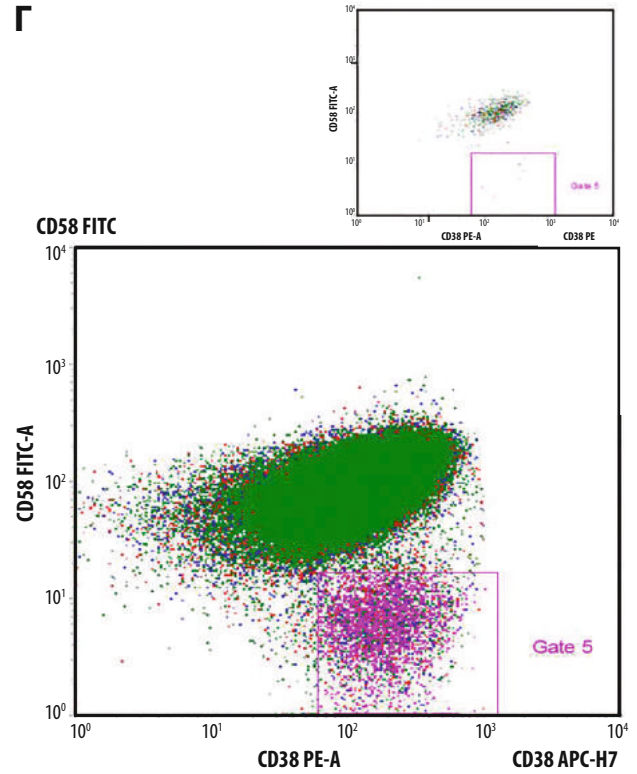 Г
10⁴
10³
10²
10¹
10⁰
CD58 FITC-A
Gate 5
10⁰ 10¹ 10² 10³ 10⁴
CD38 PE-A CD38 PE
CD58 FITC
10⁴
10³
10²
10¹
10⁰
CD58 FITC-A
Gate 5
10⁰ 10¹ 10² 10³ 10⁴
CD38 PE-A CD38 APC-H7